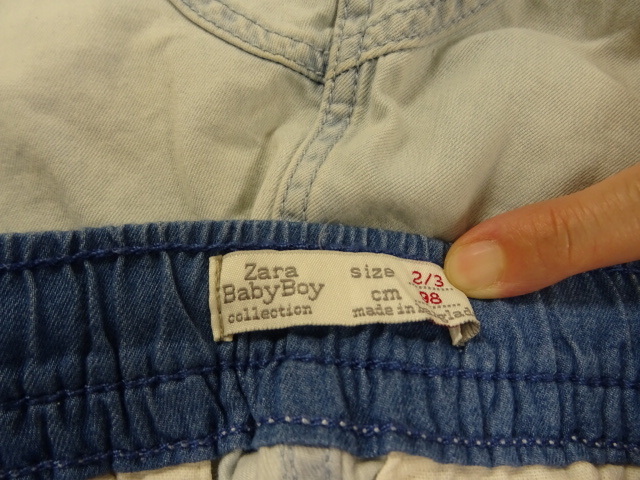 Zara
BabyBoy
collection
size 2/3
cm 98
made in